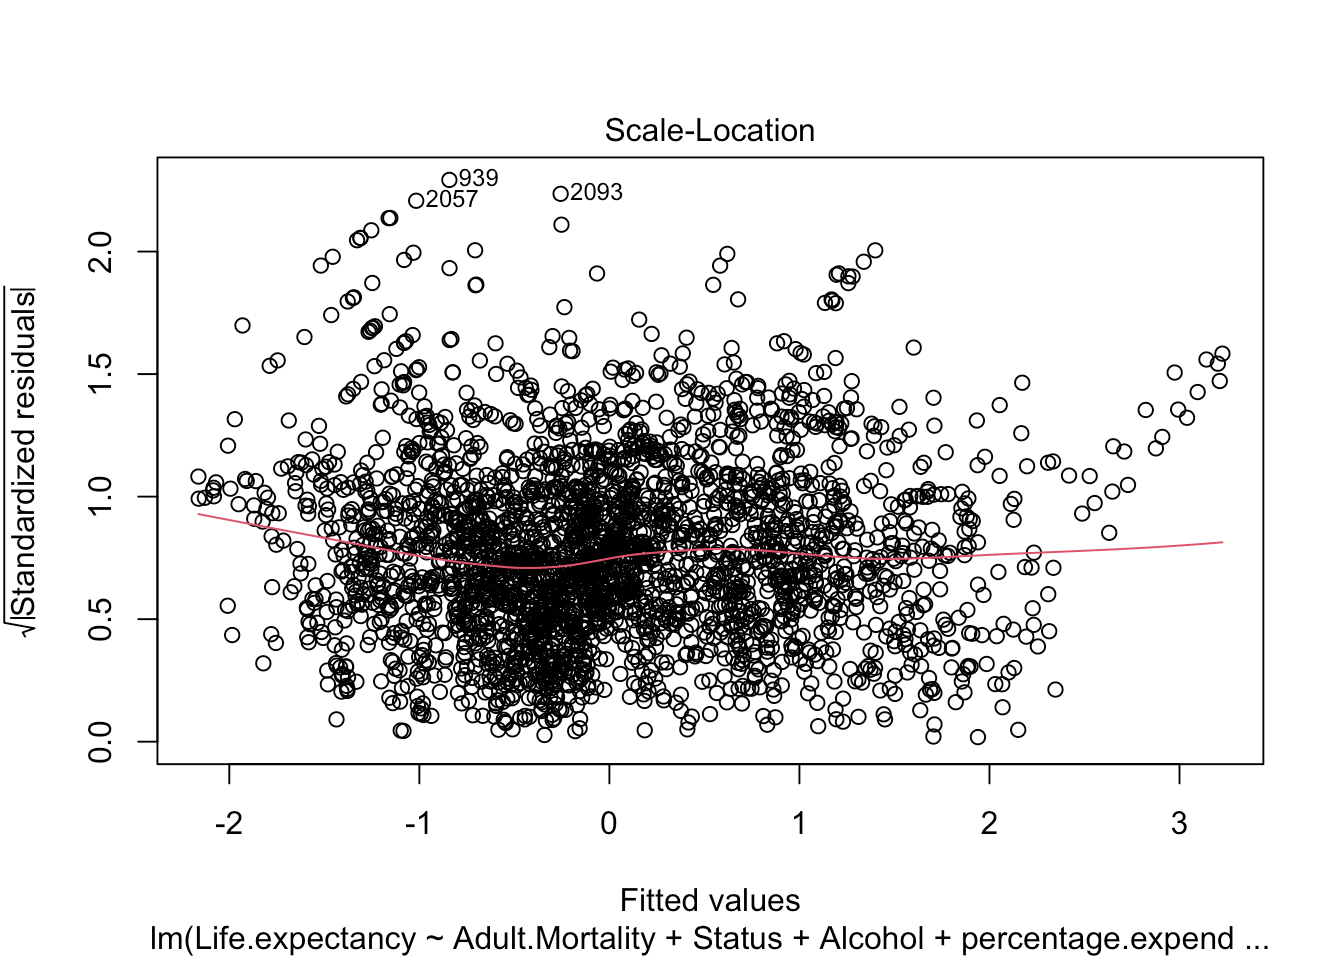 Scale-Location
939
2057
2093
√|Standardized residuals|
0.0 0.5 1.0 1.5 2.0
-2 -1 0 1 2 3
Fitted values
lm(Life.expectancy ~ Adult.Mortality + Status + Alcohol + percentage.expend ...